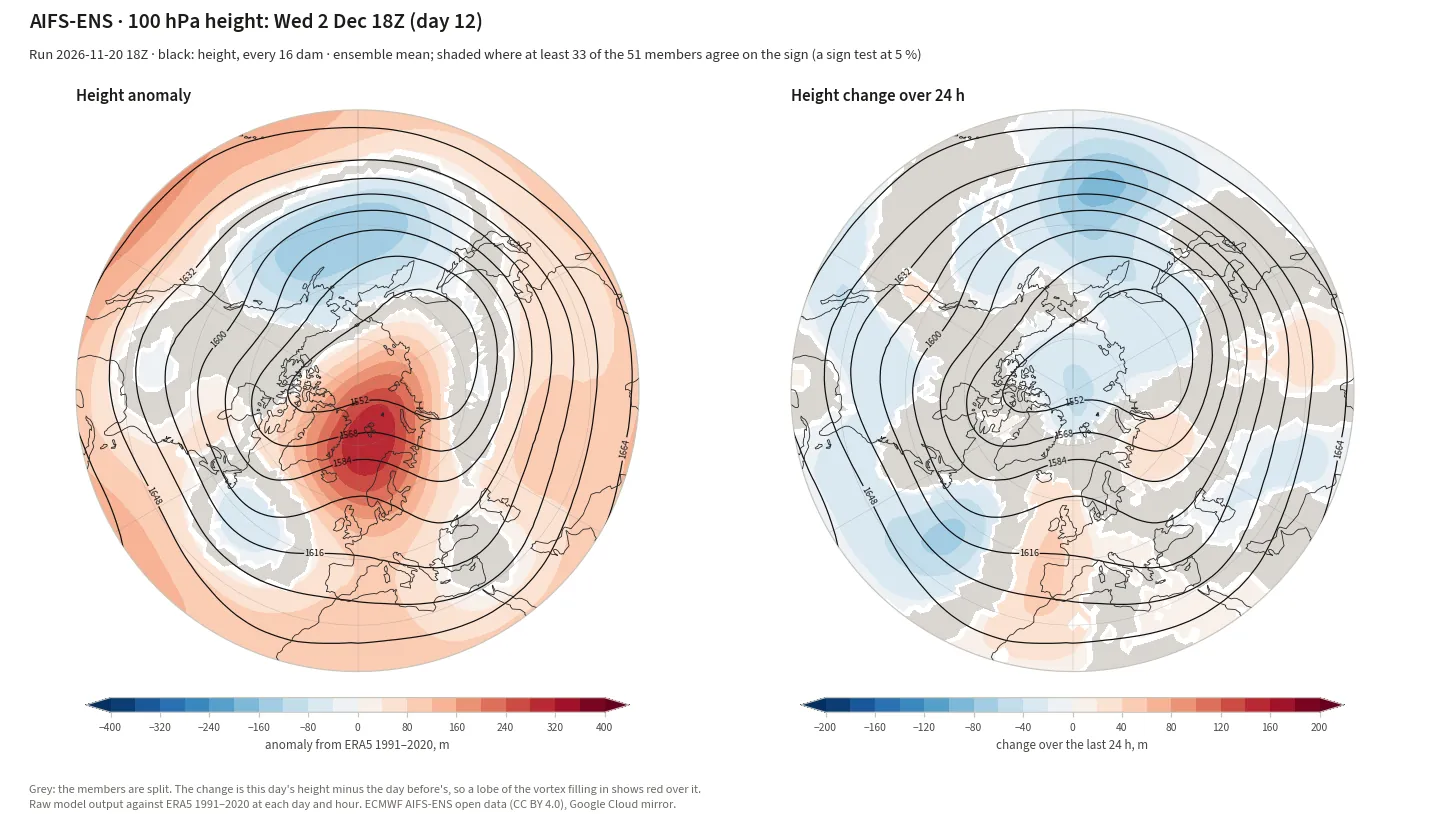 AIFS-ENS · 100 hPa height: Wed 2 Dec 18Z (day 12)
Run 2026-11-20 18Z · black: height, every 16 dam · ensemble mean; shaded where at least 33 of the 51 members agree on the sign (a sign test at 5 %)
Height anomaly
Height change over 24 h
1632
1600
1552
1568
1584
1648
1616
1664
1632
1600
1552
1568
1584
1648
1616
1664
−400 −320 −240 −160 −80 0 80 160 240 320 400
anomaly from ERA5 1991–2020, m
−200 −160 −120 −80 −40 0 40 80 120 160 200
change over the last 24 h, m
Grey: the members are split. The change is this day's height minus the day before's, so a lobe of the vortex filling in shows red over it.
Raw model output against ERA5 1991–2020 at each day and hour. ECMWF AIFS-ENS open data (CC BY 4.0), Google Cloud mirror.